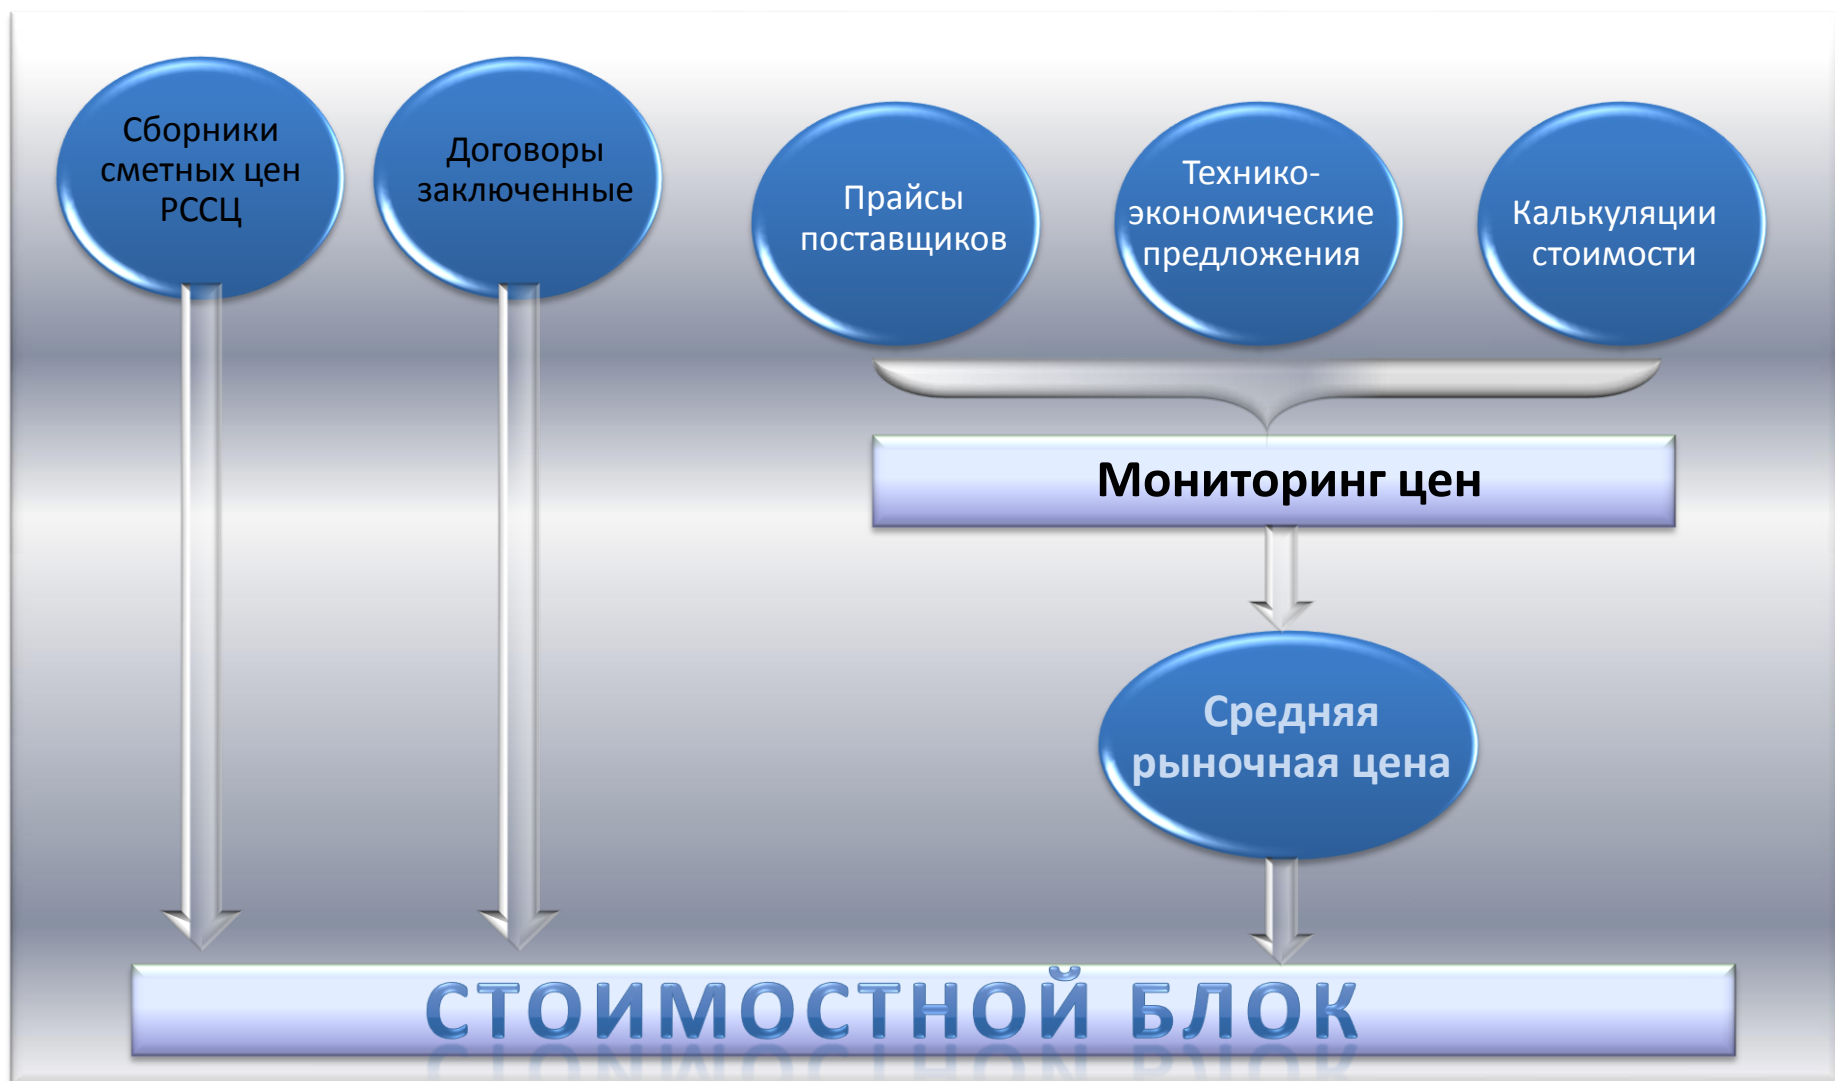 Сборники
сметных цен
РССЦ
Договоры
заключенные
Прайсы
поставщиков
Технико-
экономические
предложения
Калькуляции
стоимости
Мониторинг цен
Средняя
рыночная цена
СТОИМОСТНОЙ БЛОК